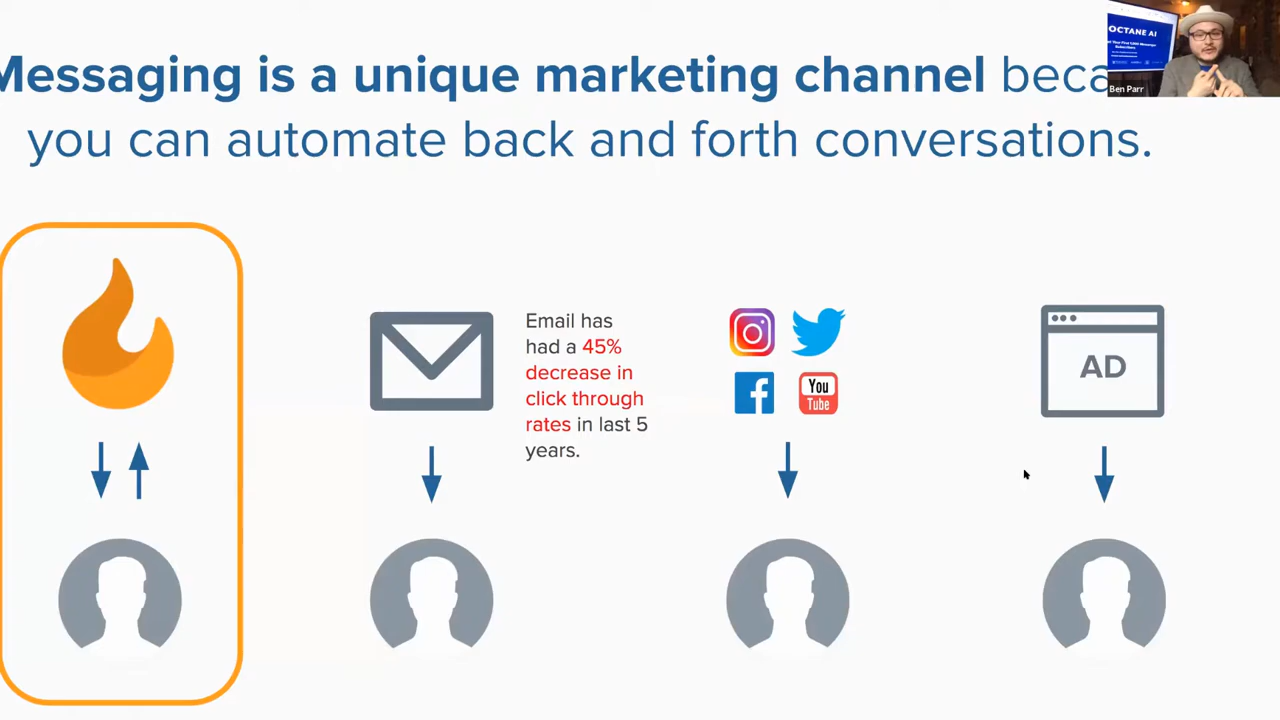 Messaging is a unique marketing channel beca
you can automate back and forth conversations.
Email has
had a 45%
decrease in
click through
rates in last 5
years.
You
Tube
AD
OCTANE AI
Ben Parr